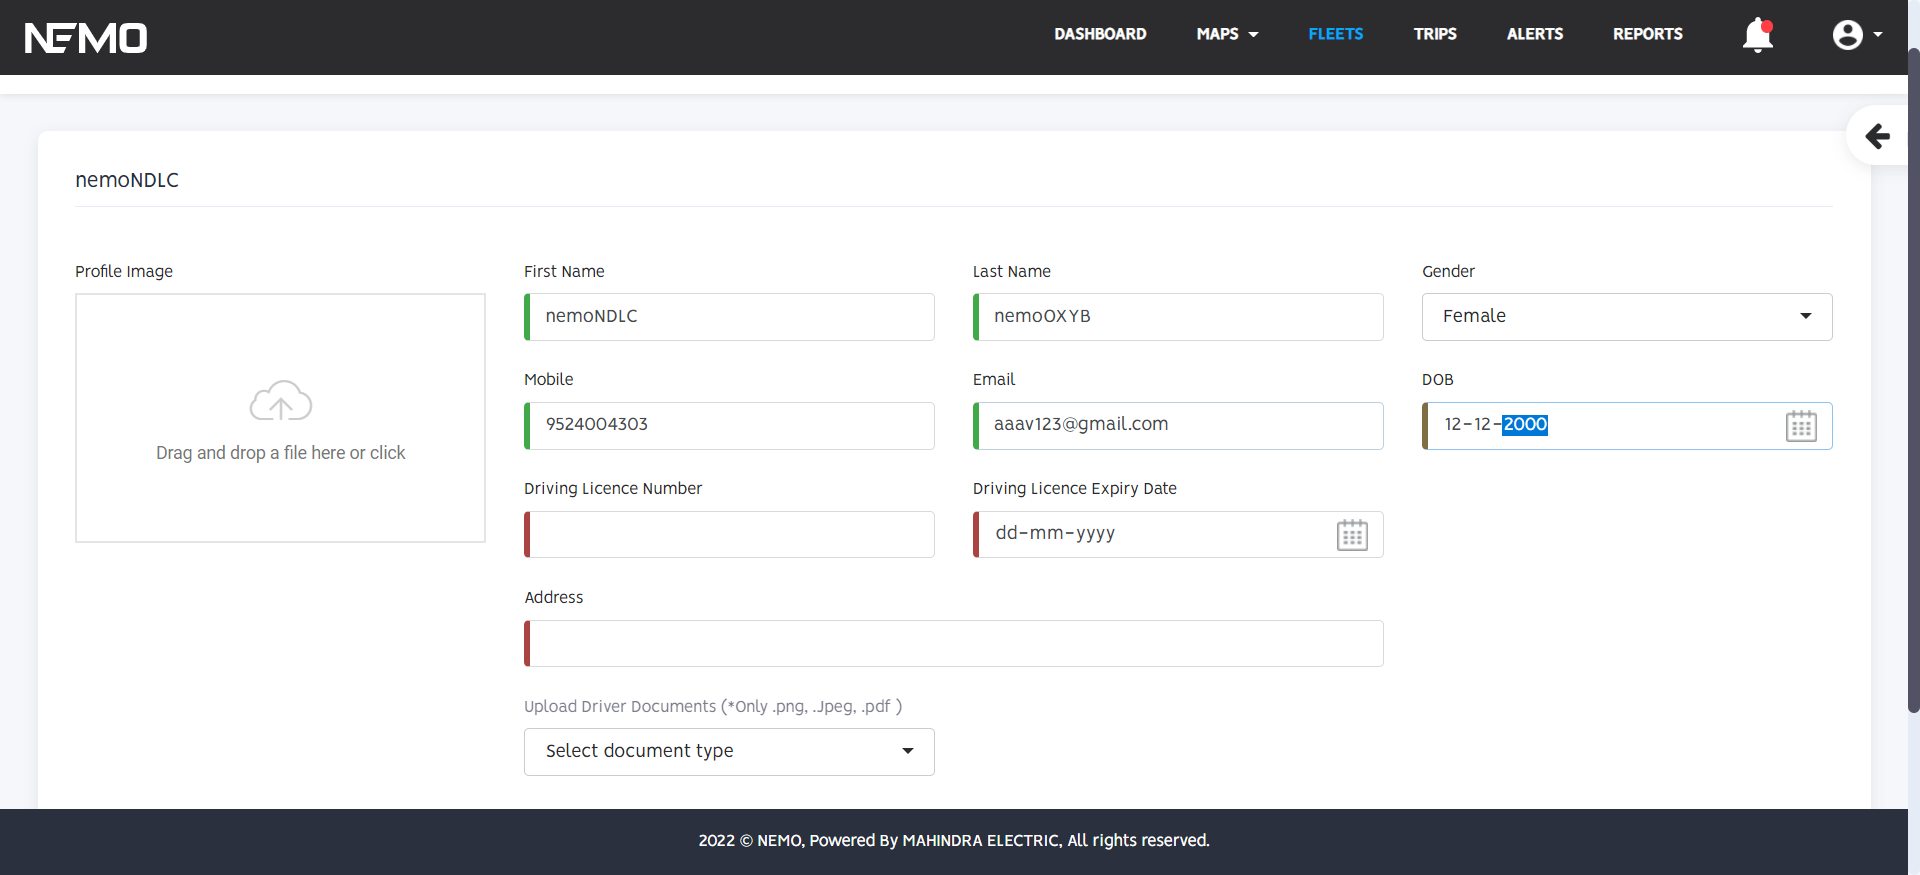 NEMO
DASHBOARD MAPS FLEETS TRIPS ALERTS REPORTS
nemoNDLC
Profile Image
Drag and drop a file here or click
First Name
nemoNDLC
Last Name
nemoOXYB
Gender
Female
Mobile
9524004303
Email
aaav123@gmail.com
DOB
12-12-2000
Driving Licence Number
Driving Licence Expiry Date
dd-mm-yyyy
Address
Upload Driver Documents (*Only .png, .Jpeg, .pdf )
Select document type
2022 © NEMO, Powered By MAHINDRA ELECTRIC, All rights reserved.